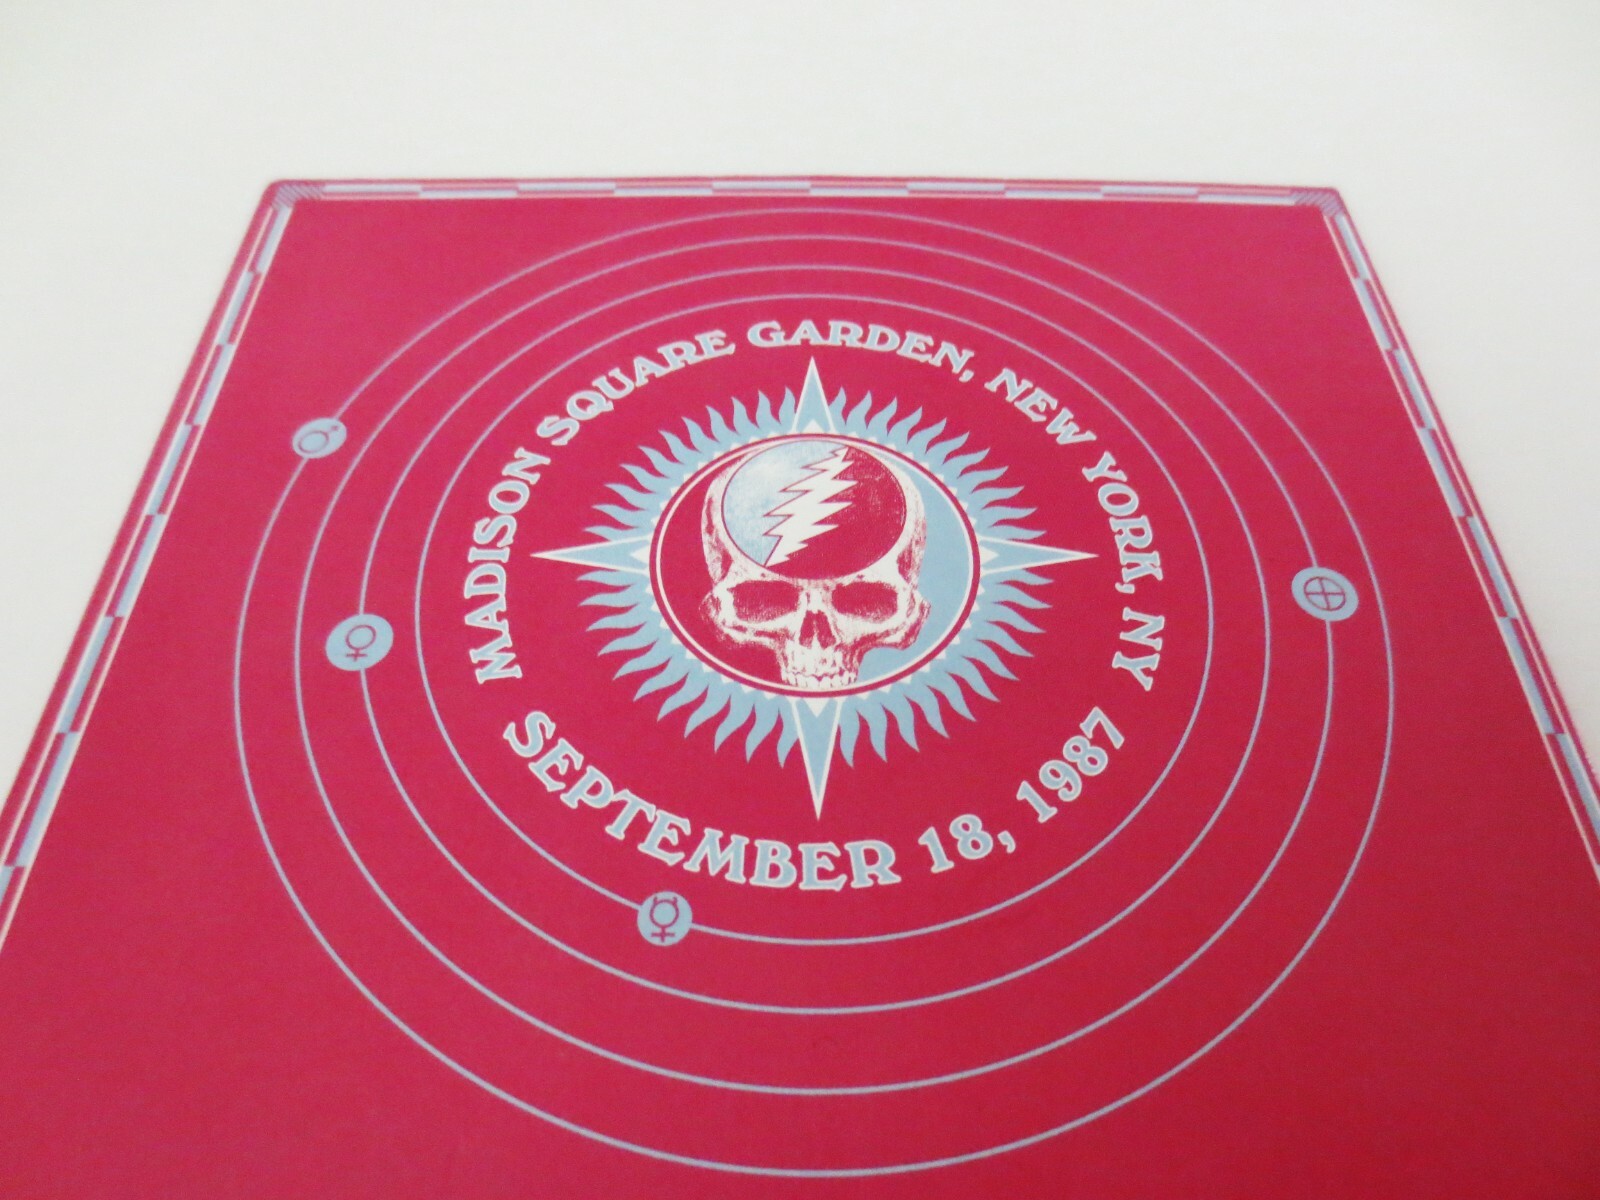 MADISON SQUARE GARDEN, NEW YORK, NY
SEPTEMBER 18, 1987